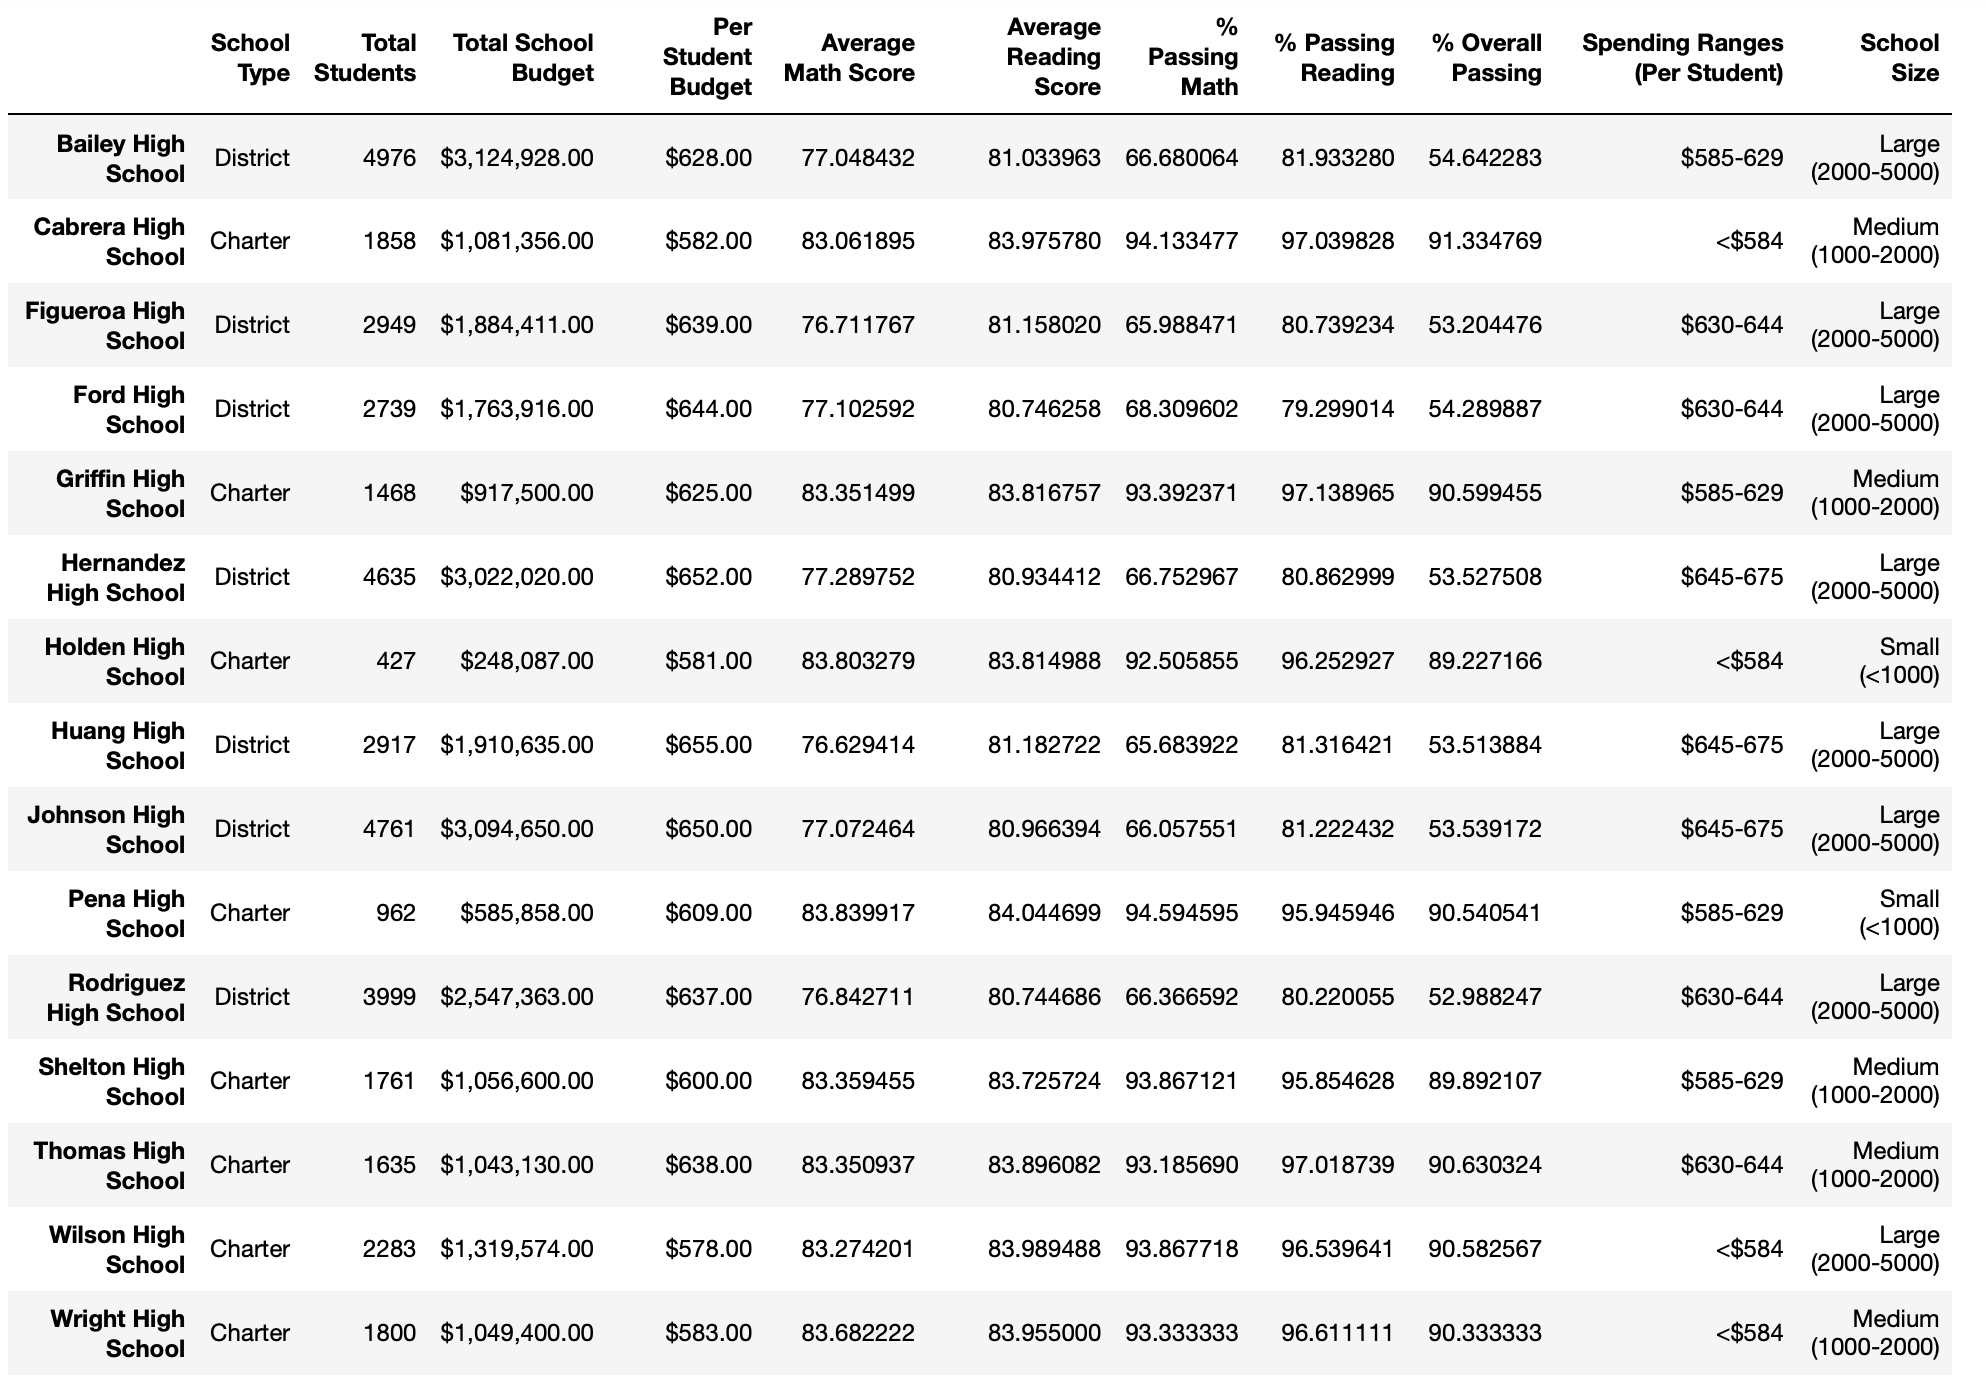 School Type Total Students Total School Budget Per Student Budget Average Math Score Average Reading Score % Passing Math % Passing Reading % Overall Passing Spending Ranges (Per Student) School Size
Bailey High School District 4976 $3,124,928.00 $628.00 77.048432 81.033963 66.680064 81.933280 54.642283 $585-629 Large (2000-5000)
Cabrera High School Charter 1858 $1,081,356.00 $582.00 83.061895 83.975780 94.133477 97.039828 91.334769 <$584 Medium (1000-2000)
Figueroa High School District 2949 $1,884,411.00 $639.00 76.711767 81.158020 65.988471 80.739234 53.204476 $630-644 Large (2000-5000)
Ford High School District 2739 $1,763,916.00 $644.00 77.102592 80.746258 68.309602 79.299014 54.289887 $630-644 Large (2000-5000)
Griffin High School Charter 1468 $917,500.00 $625.00 83.351499 83.816757 93.392371 97.138965 90.599455 $585-629 Medium (1000-2000)
Hernandez High School District 4635 $3,022,020.00 $652.00 77.289752 80.934412 66.752967 80.862999 53.527508 $645-675 Large (2000-5000)
Holden High School Charter 427 $248,087.00 $581.00 83.803279 83.814988 92.505855 96.252927 89.227166 <$584 Small (<1000)
Huang High School District 2917 $1,910,635.00 $655.00 76.629414 81.182722 65.683922 81.316421 53.513884 $645-675 Large (2000-5000)
Johnson High School District 4761 $3,094,650.00 $650.00 77.072464 80.966394 66.057551 81.222432 53.539172 $645-675 Large (2000-5000)
Pena High School Charter 962 $585,858.00 $609.00 83.839917 84.044699 94.594595 95.945946 90.540541 $585-629 Small (<1000)
Rodriguez High School District 3999 $2,547,363.00 $637.00 76.842711 80.744686 66.366592 80.220055 52.988247 $630-644 Large (2000-5000)
Shelton High School Charter 1761 $1,056,600.00 $600.00 83.359455 83.725724 93.867121 95.854628 89.892107 $585-629 Medium (1000-2000)
Thomas High School Charter 1635 $1,043,130.00 $638.00 83.350937 83.896082 93.185690 97.018739 90.630324 $630-644 Medium (1000-2000)
Wilson High School Charter 2283 $1,319,574.00 $578.00 83.274201 83.989488 93.867718 96.539641 90.582567 <$584 Large (2000-5000)
Wright High School Charter 1800 $1,049,400.00 $583.00 83.682222 83.955000 93.333333 96.611111 90.333333 <$584 Medium (1000-2000)